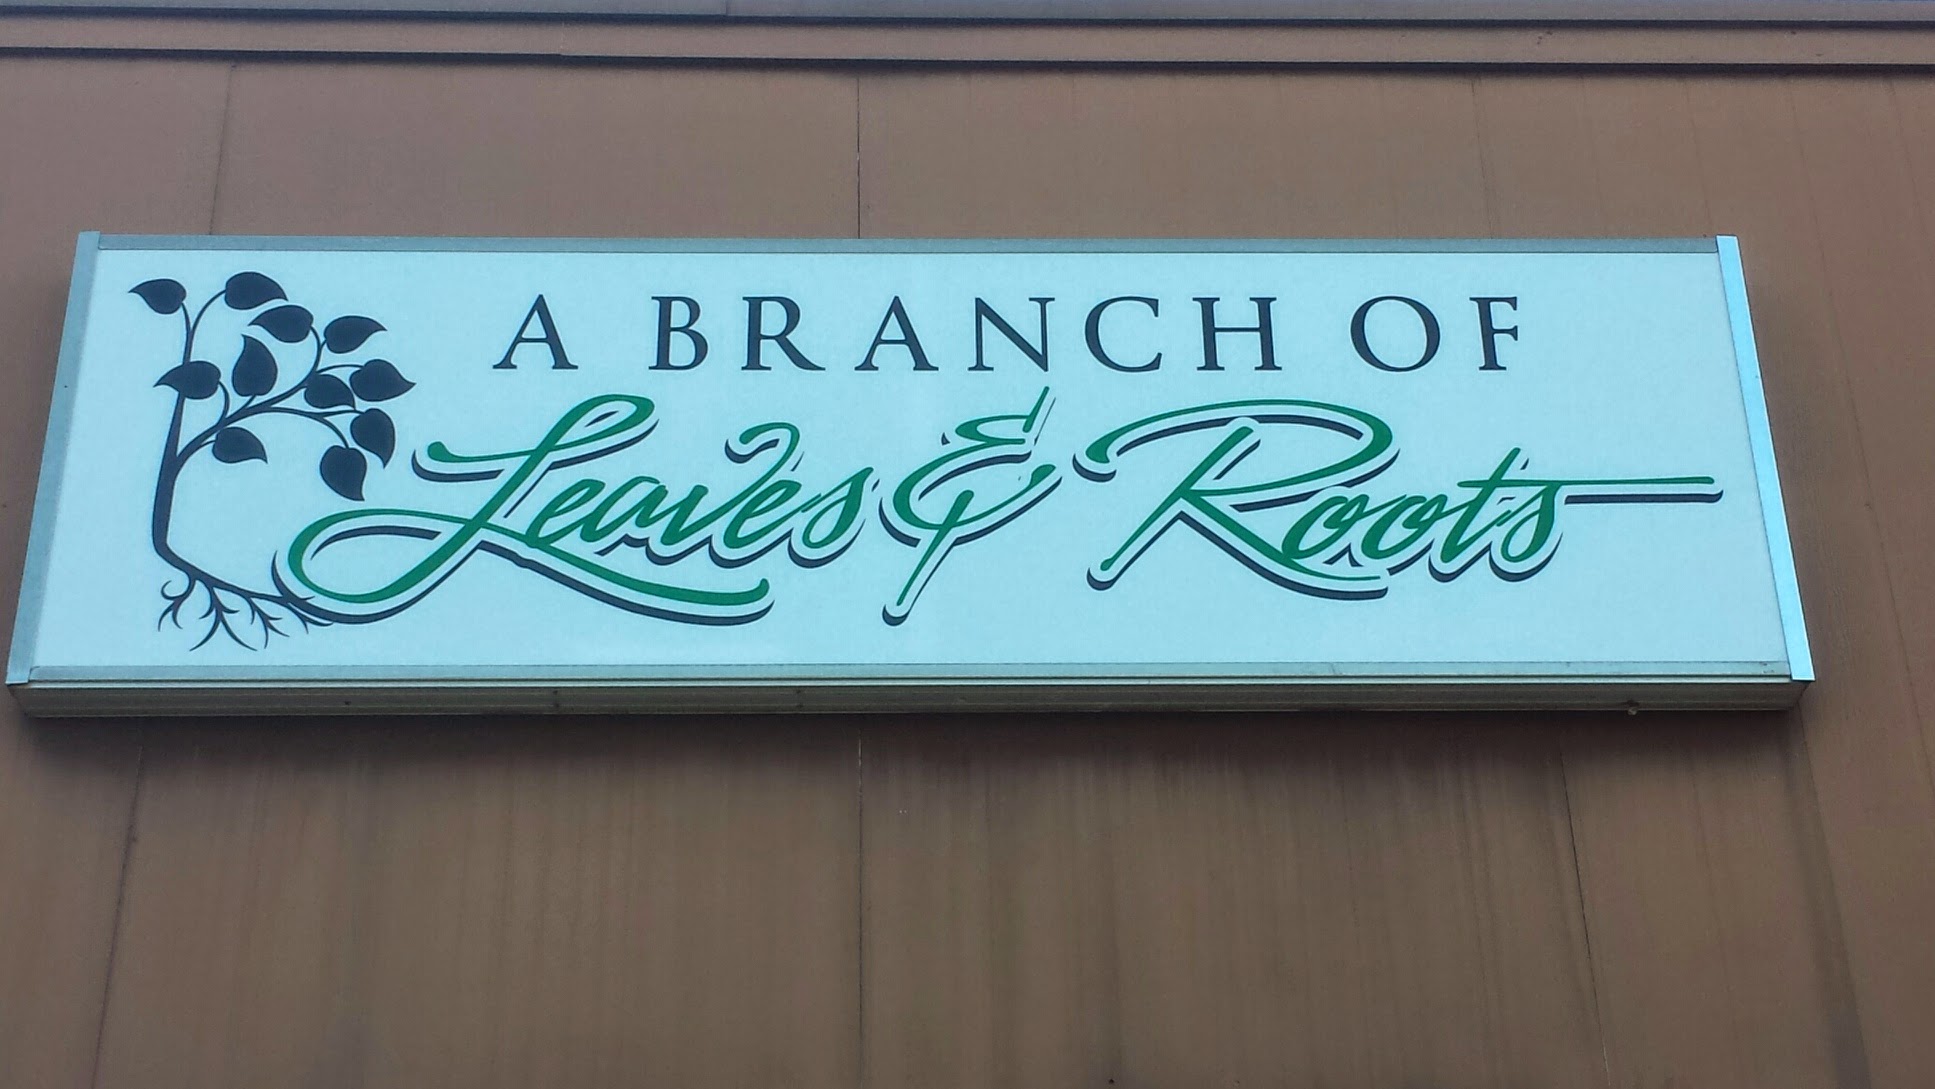 A BRANCH OF
Leaves & Roots